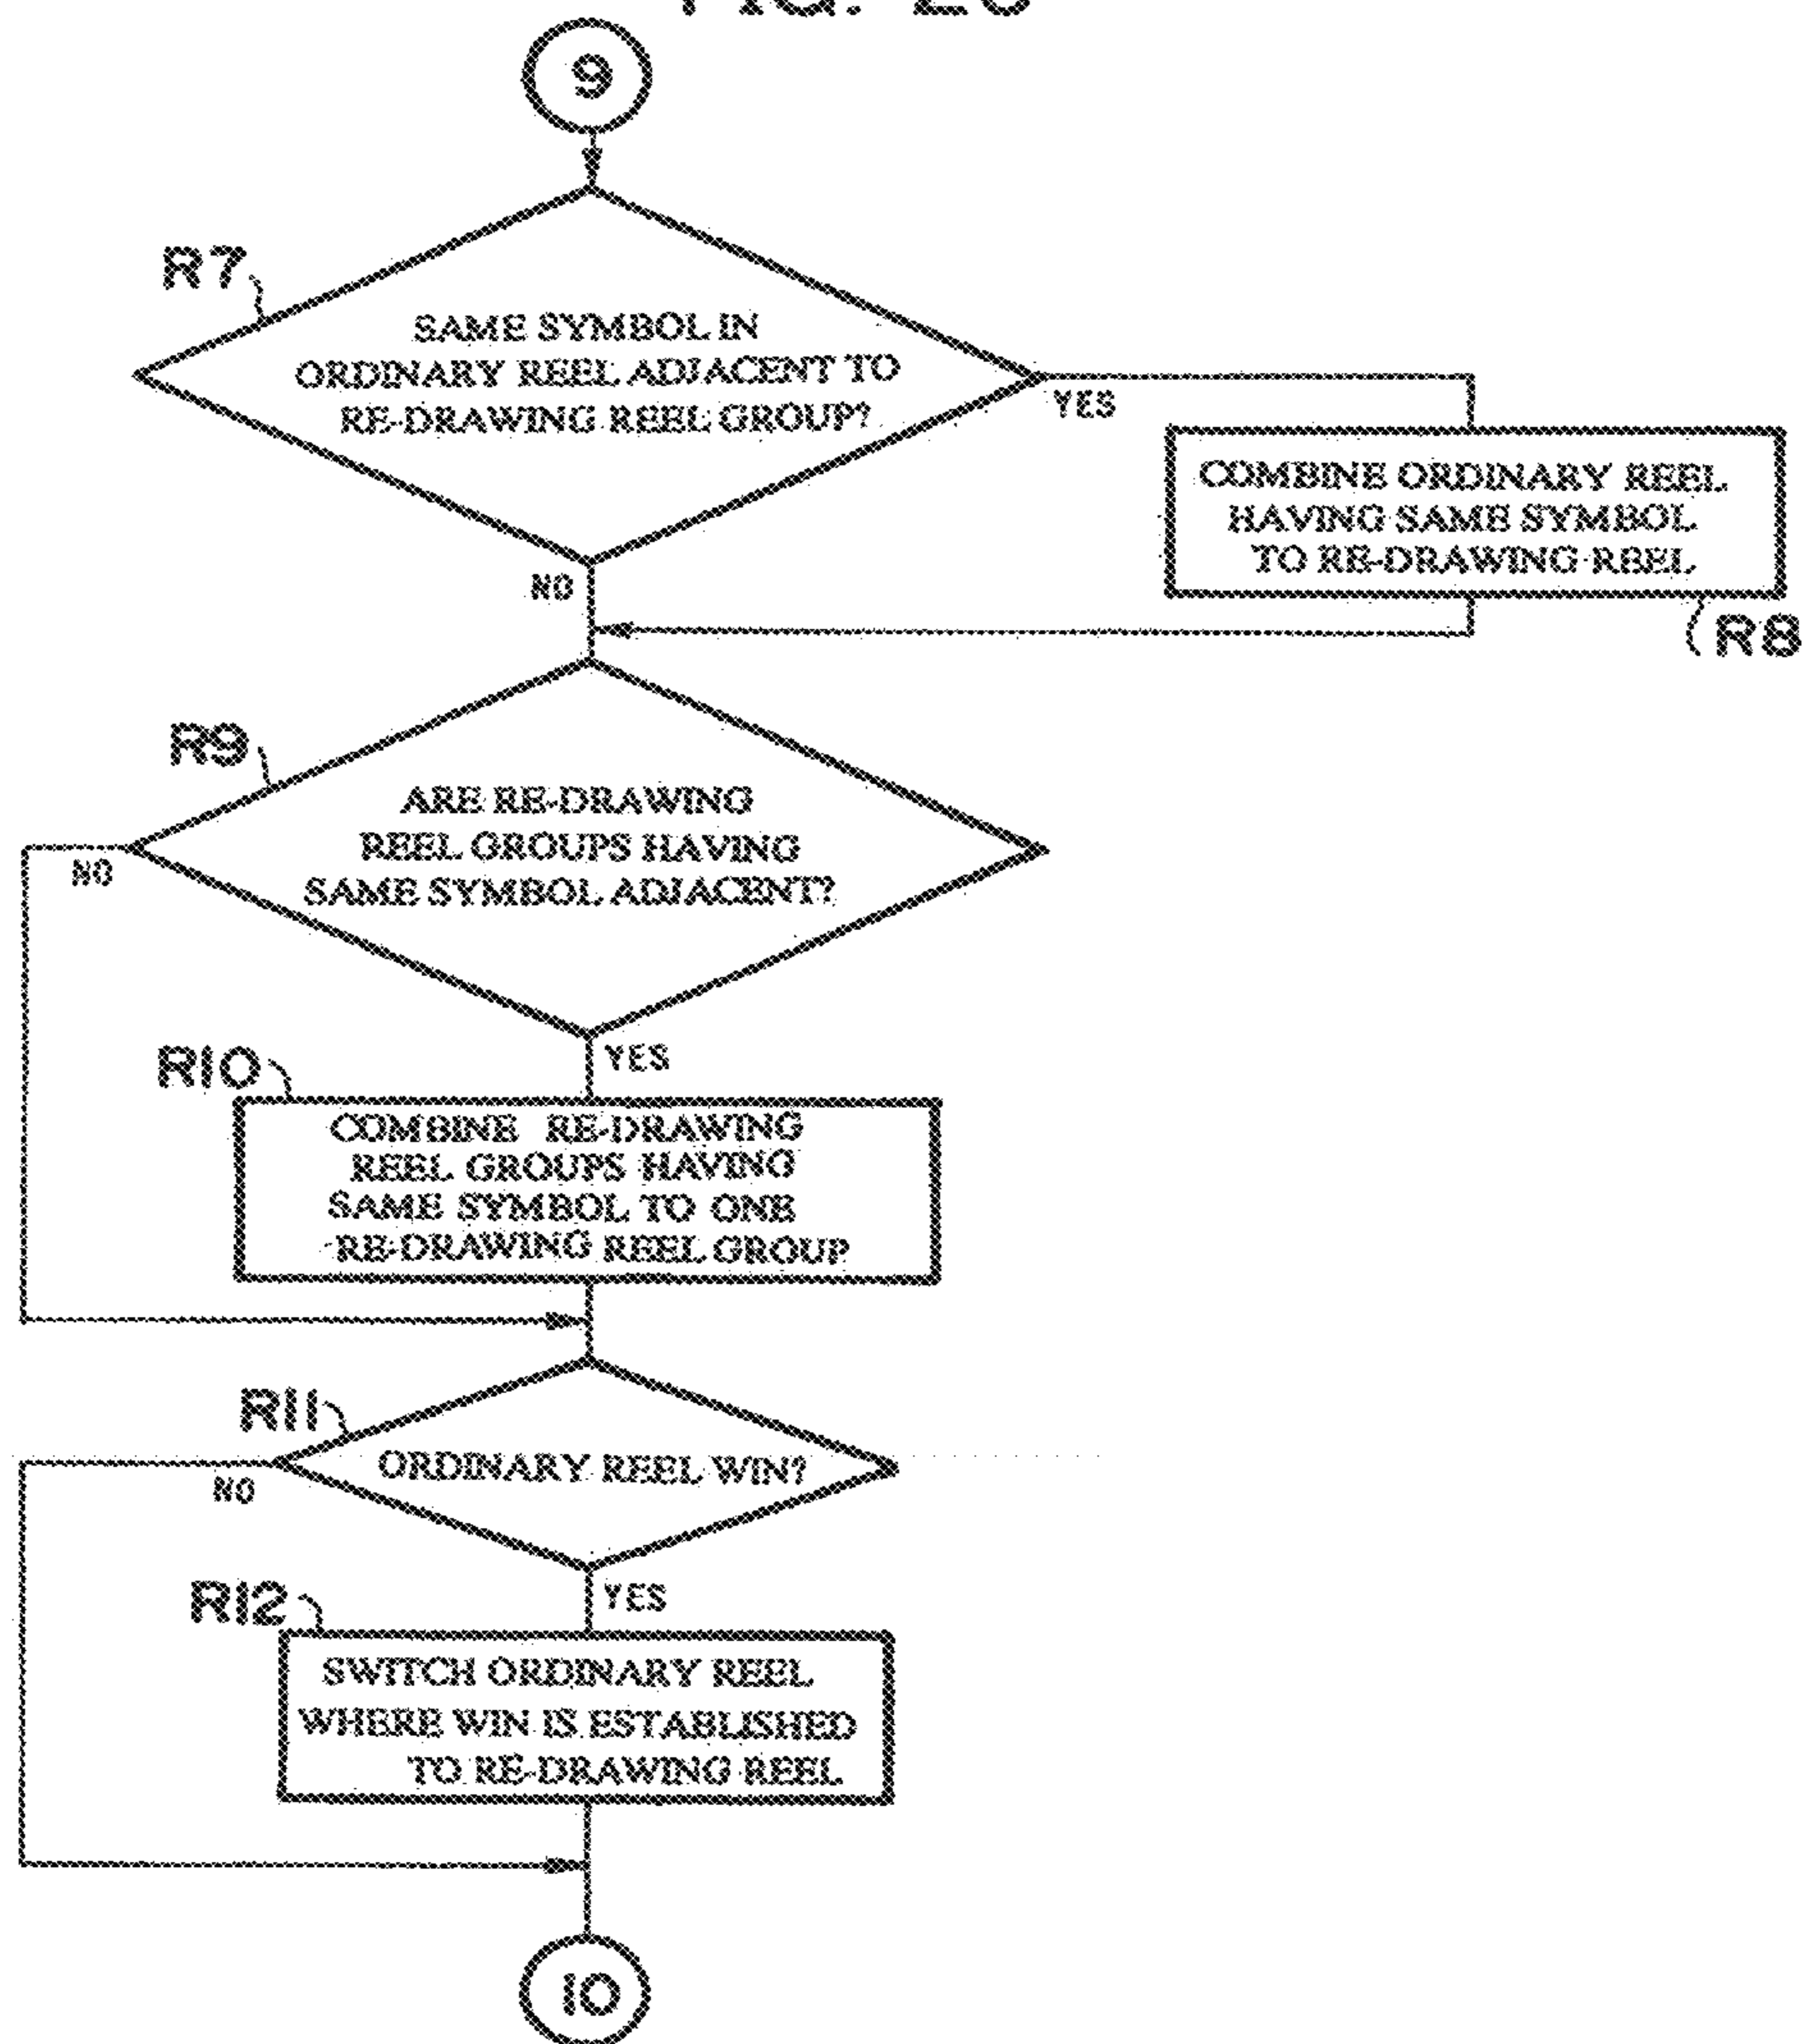 9
R7
SAME SYMBOL IN
ORDINARY REEL ADJACENT TO
RE-DRAWING REEL GROUP?
YES
COMBINE ORDINARY REEL
HAVING SAME SYMBOL
TO RE-DRAWING REEL
R8
NO
R9
ARE RE-DRAWING
REEL GROUPS HAVING
SAME SYMBOL ADJACENT?
NO
YES
R10
COMBINE RE-DRAWING
REEL GROUPS HAVING
SAME SYMBOL TO ONE
RE-DRAWING REEL GROUP
R11
ORDINARY REEL WIN?
NO
YES
R12
SWITCH ORDINARY REEL
WHERE WIN IS ESTABLISHED
TO RE-DRAWING REEL
10